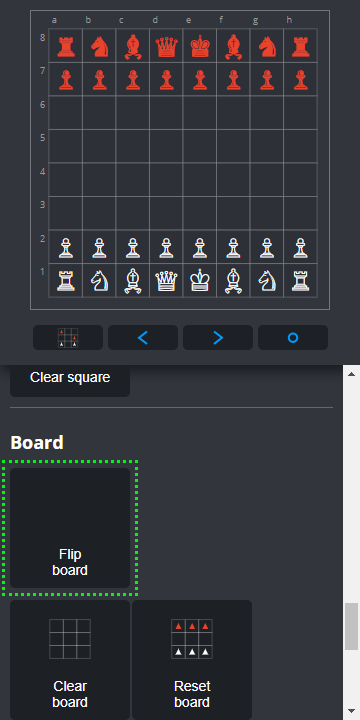 a b c d e f g h
8
7
6
5
4
3
2
1
Clear square
Board
Flip
board
Clear
board
Reset
board